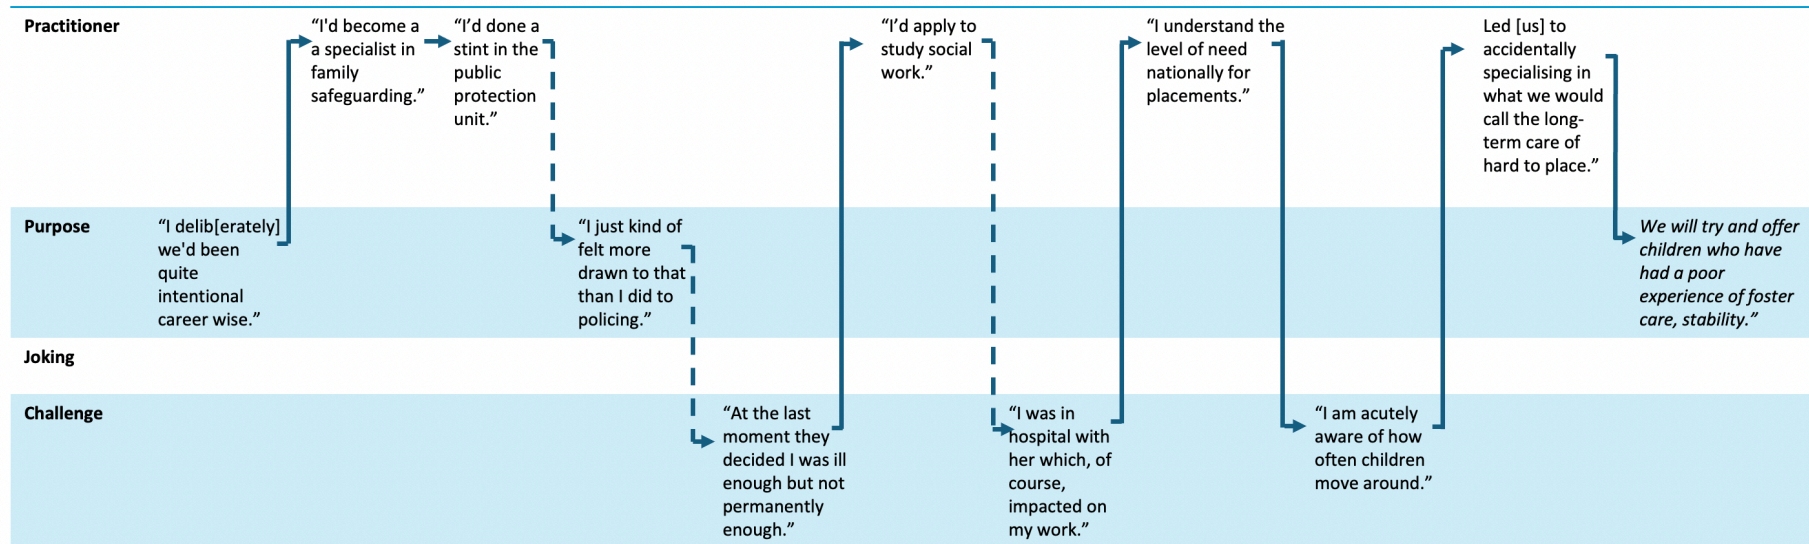 Practitioner
“I'd become a
a specialist in
family
safeguarding.”
“I’d done a
stint in the
public
protection
unit.”
“I’d apply to
study social
work.”
“I understand the
level of need
nationally for
placements.”
Led [us] to
accidentally
specialising in
what we would
call the long-
term care of
hard to place.”
Purpose
“I delib[erately]
we'd been
quite
intentional
career wise.”
“I just kind of
felt more
drawn to that
than I did to
policing.”
We will try and offer
children who have
had a poor
experience of foster
care, stability.”
Joking
Challenge
“At the last
moment they
decided I was ill
enough but not
permanently
enough.”
“I was in
hospital with
her which, of
course,
impacted on
my work.”
“I am acutely
aware of how
often children
move around.”